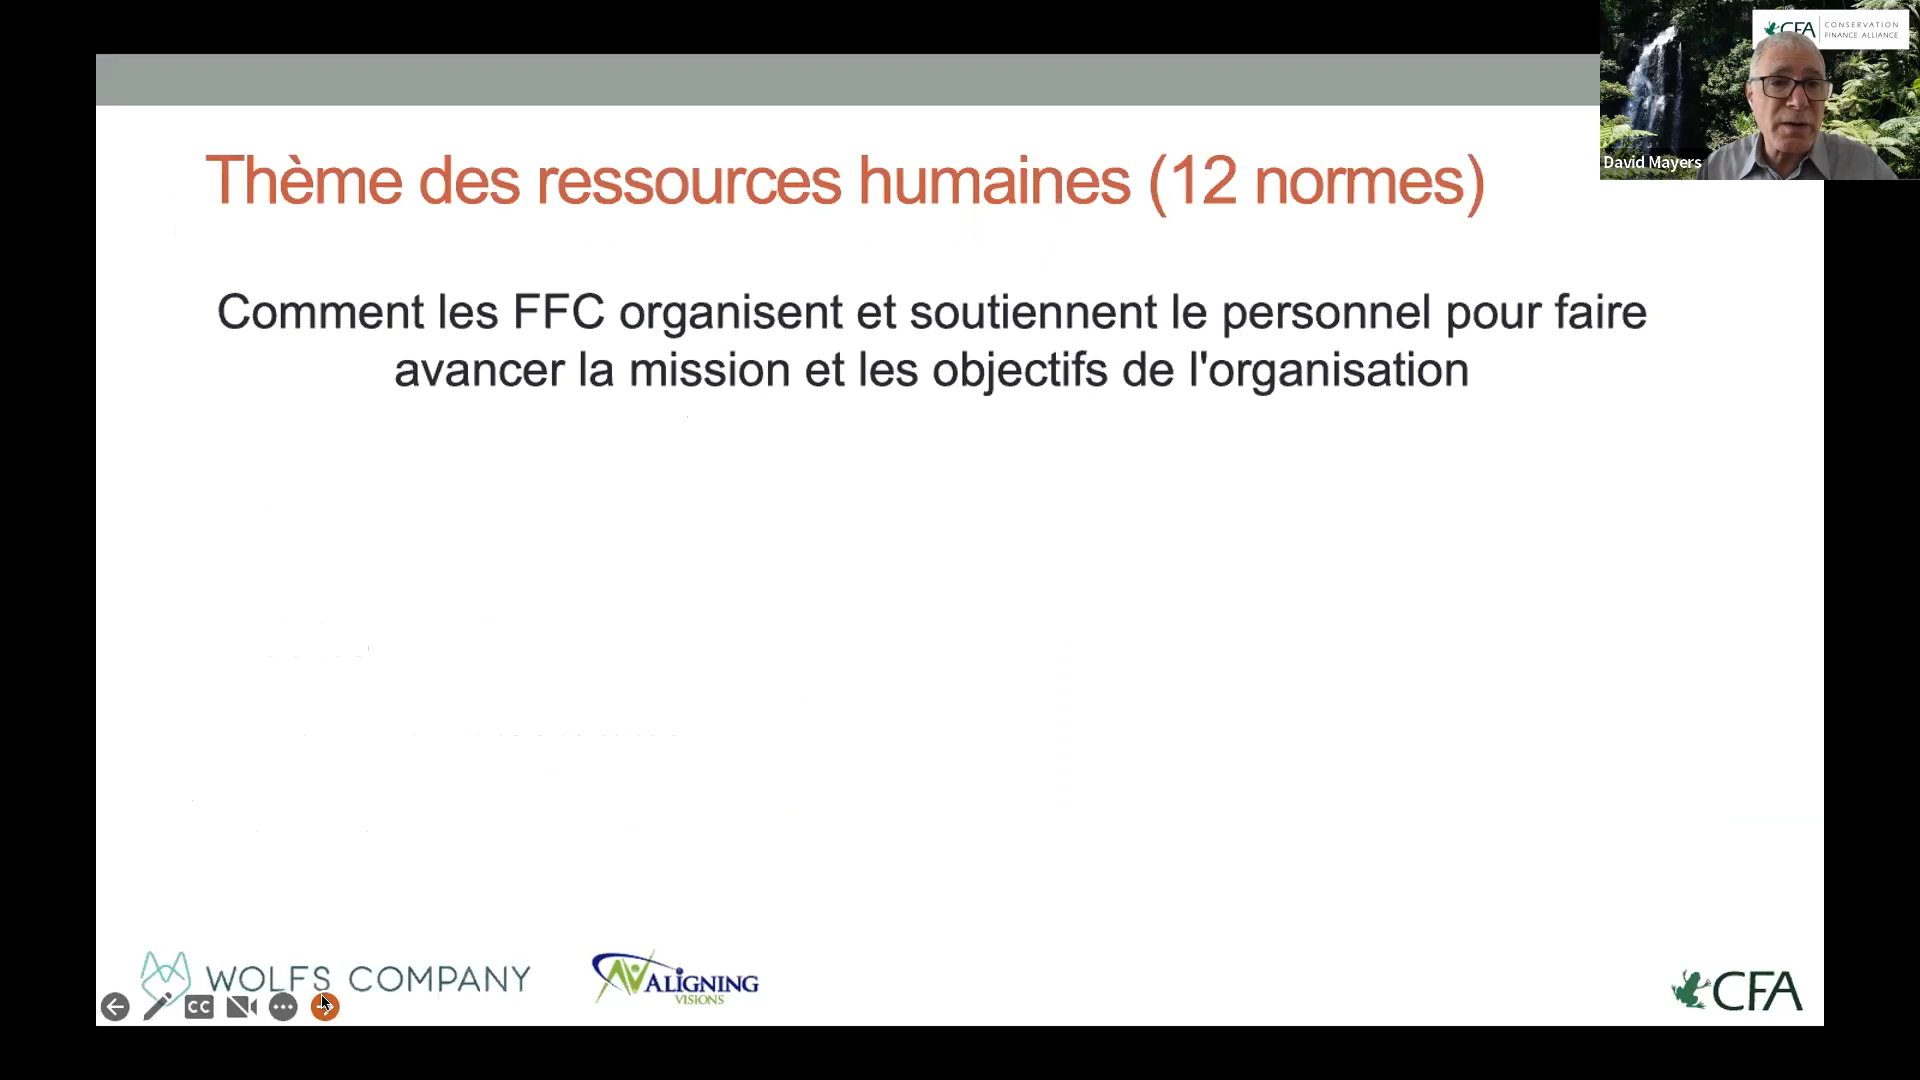 CFA CONSERVATION
FINANCE ALLIANCE
David Mayers
Thème des ressources humaines (12 normes)
Comment les FFC organisent et soutiennent le personnel pour faire
avancer la mission et les objectifs de l'organisation
WOLFS COMPANY
ALIGNING
VISIONS
CFA
CC